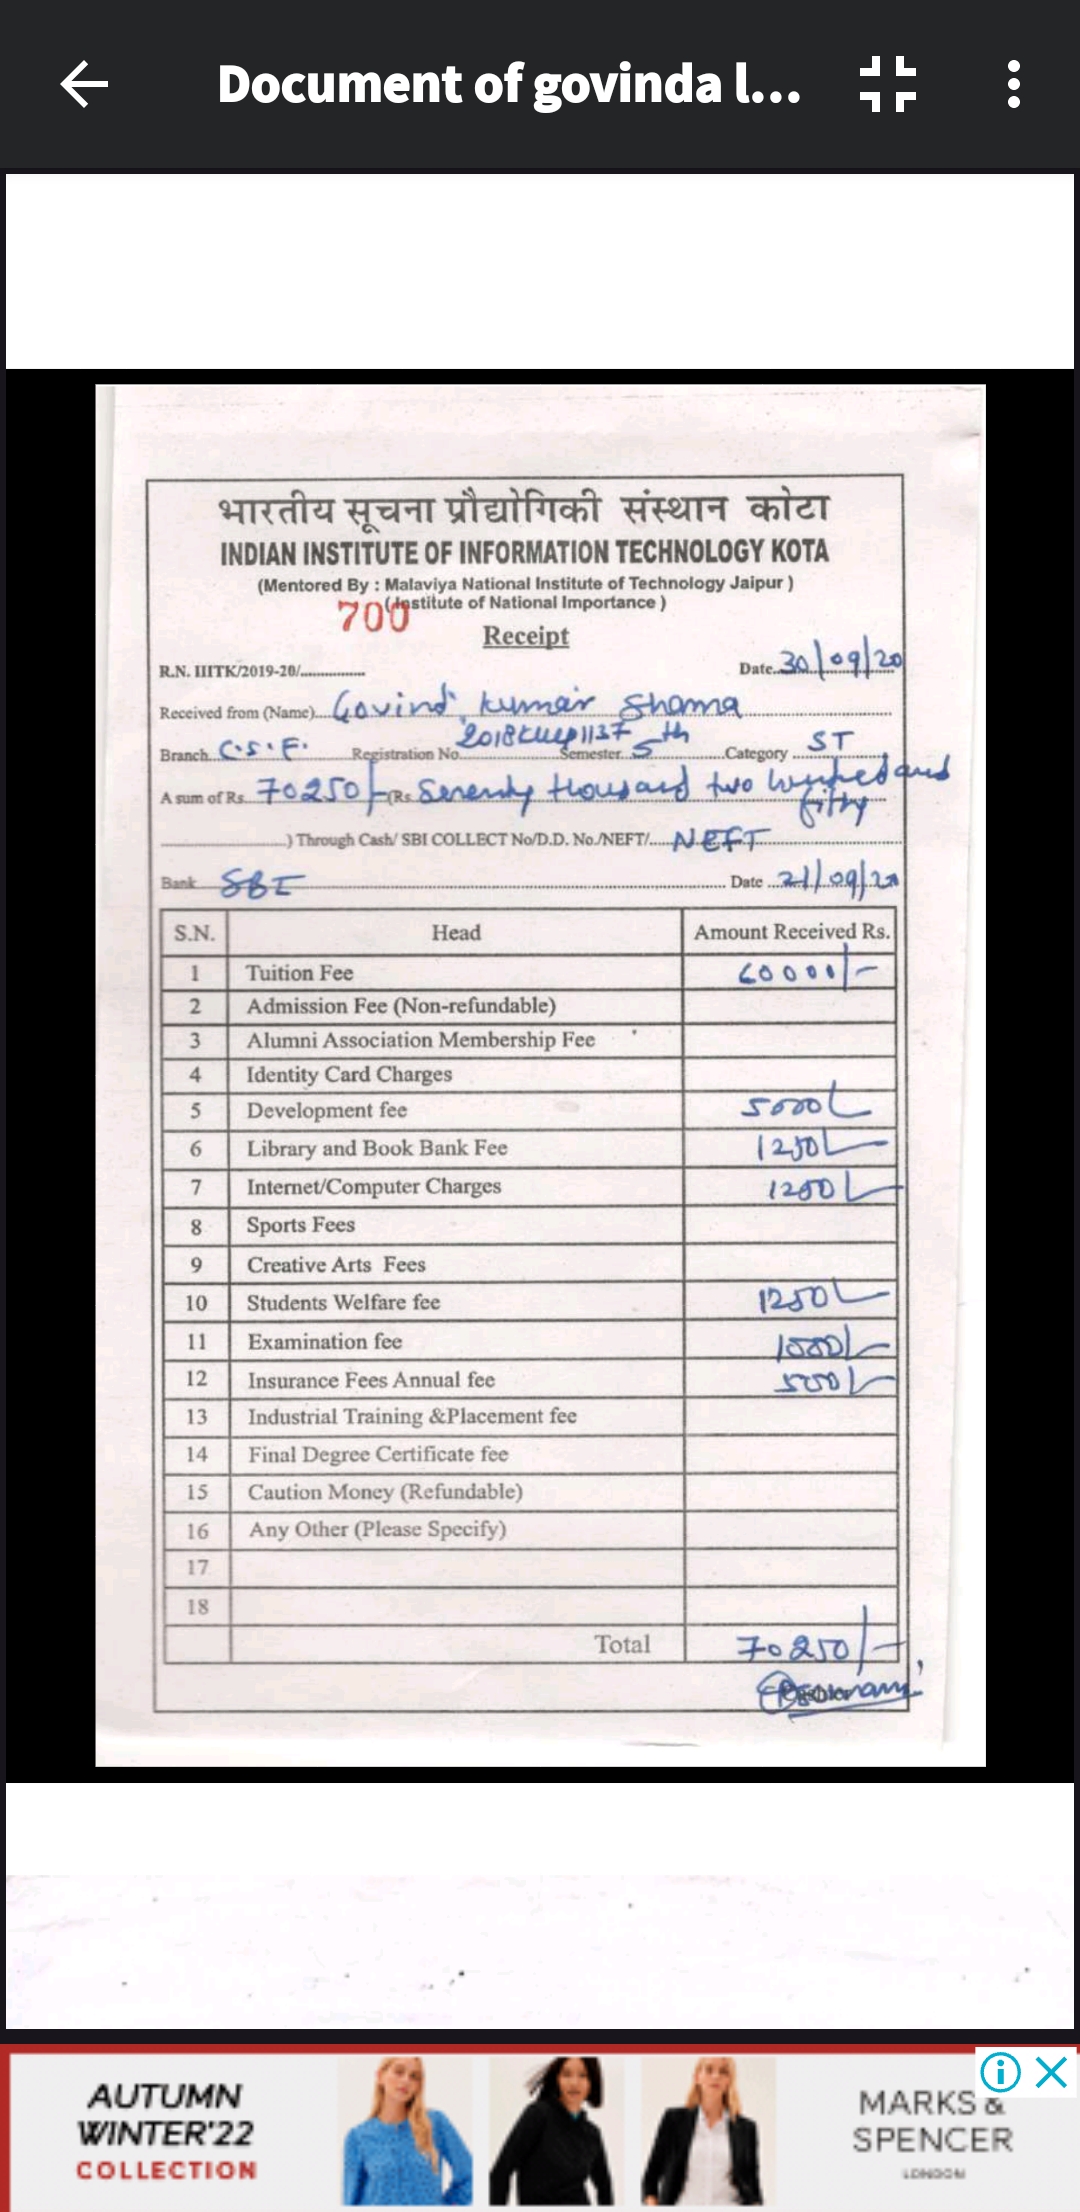 Document of govinda l...
भारतीय सूचना प्रौद्योगिकी संस्थान कोटा
INDIAN INSTITUTE OF INFORMATION TECHNOLOGY KOTA
(Mentored By : Malaviya National Institute of Technology Jaipur )
700 (Institute of National Importance )
Receipt
R.N. IIITK/2019-20/............... Date..30/09/20
Received from (Name)...Govind kumar Shama
Branch..C.S.E. Registration No. 2018kucp1137 Semester..5th Category ..ST
A sum of Rs. 70250/- (Rs. Seventy thousand two hundred and
fifty
) Through Cash/ SBI COLLECT No/D.D. No./NEFT/.....NEFT
Bank SBI Date ..21/09/20
S.N. Head Amount Received Rs.
1 Tuition Fee 60000/-
2 Admission Fee (Non-refundable)
3 Alumni Association Membership Fee
4 Identity Card Charges
5 Development fee 5000/-
6 Library and Book Bank Fee 1250/-
7 Internet/Computer Charges 1250/-
8 Sports Fees
9 Creative Arts Fees
10 Students Welfare fee 1250/-
11 Examination fee 1000/-
12 Insurance Fees Annual fee 500/-
13 Industrial Training &Placement fee
14 Final Degree Certificate fee
15 Caution Money (Refundable)
16 Any Other (Please Specify)
17
18
Total 70250/-
AUTUMN
WINTER'22
COLLECTION
MARKS &
SPENCER
LONDON